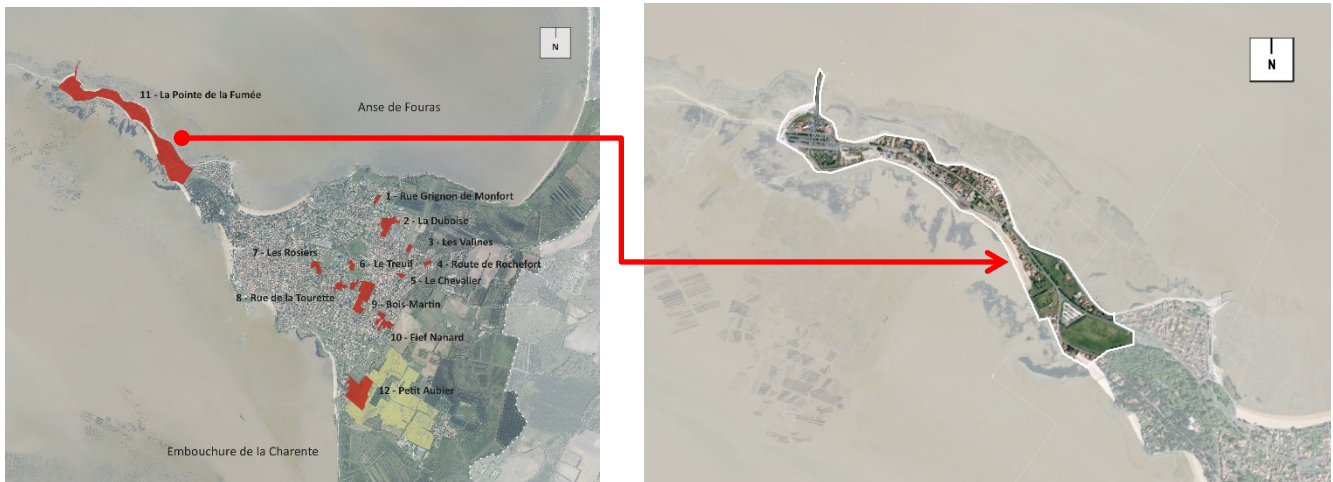 N
11 - La Pointe de la Fumée
Anse de Fouras
1 - Rue Grignon de Monfort
2 - La Duboise
3 - Les Valines
7 - Les Rosiers
6 - Le Treuil
4 - Route de Rochefort
5 - Le Chevalier
8 - Rue de la Tourette
9 - Bois-Martin
10 - Fief Nanard
12 - Petit Aubier
Embouchure de la Charente
N